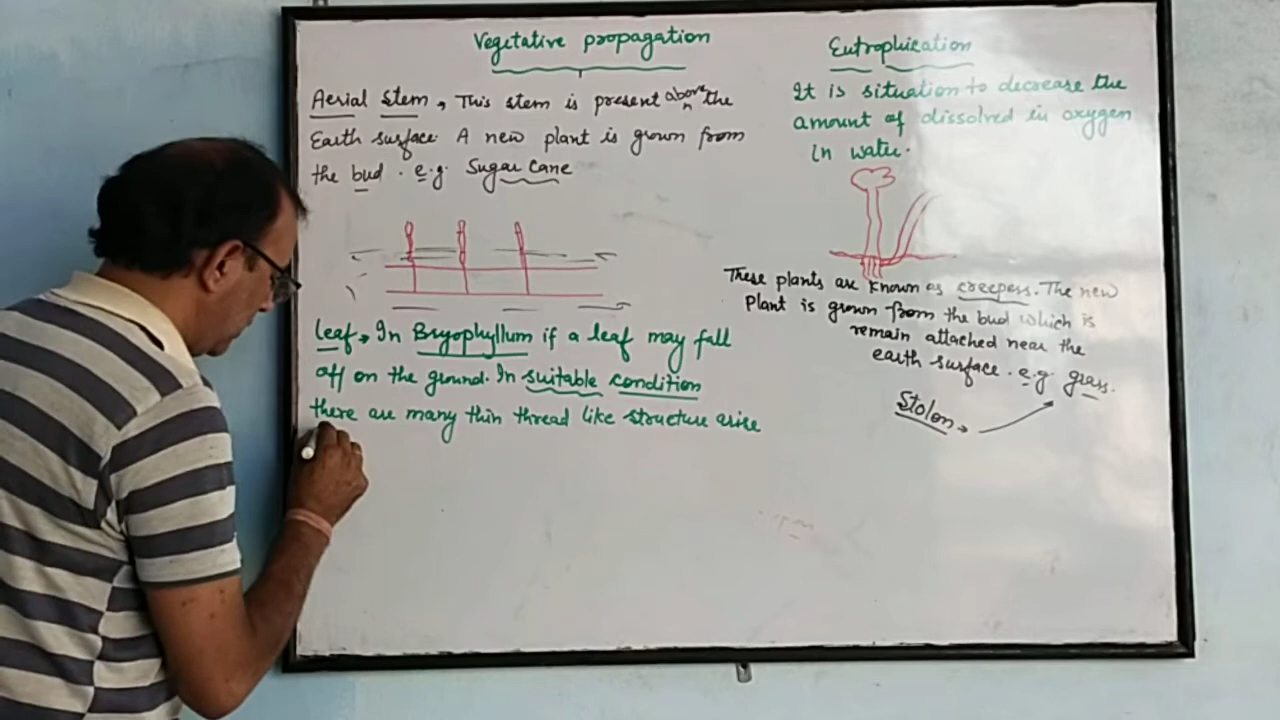 Vegetative propagation
Aerial stem, This stem is present above the
Earth surface. A new plant is grown from
the bud. e.g. Sugar Cane
leaf → In Bryophyllum if a leaf may fall
off on the ground. In suitable condition
there are many thin thread like structure arise
Eutrophication
It is situation to decrease the
amount of dissolved in oxygen
in water.
These plants are known as creepers. The new
plant is grown from the bud which is
remain attached near the
earth surface. e.g. grass.
Stolon →